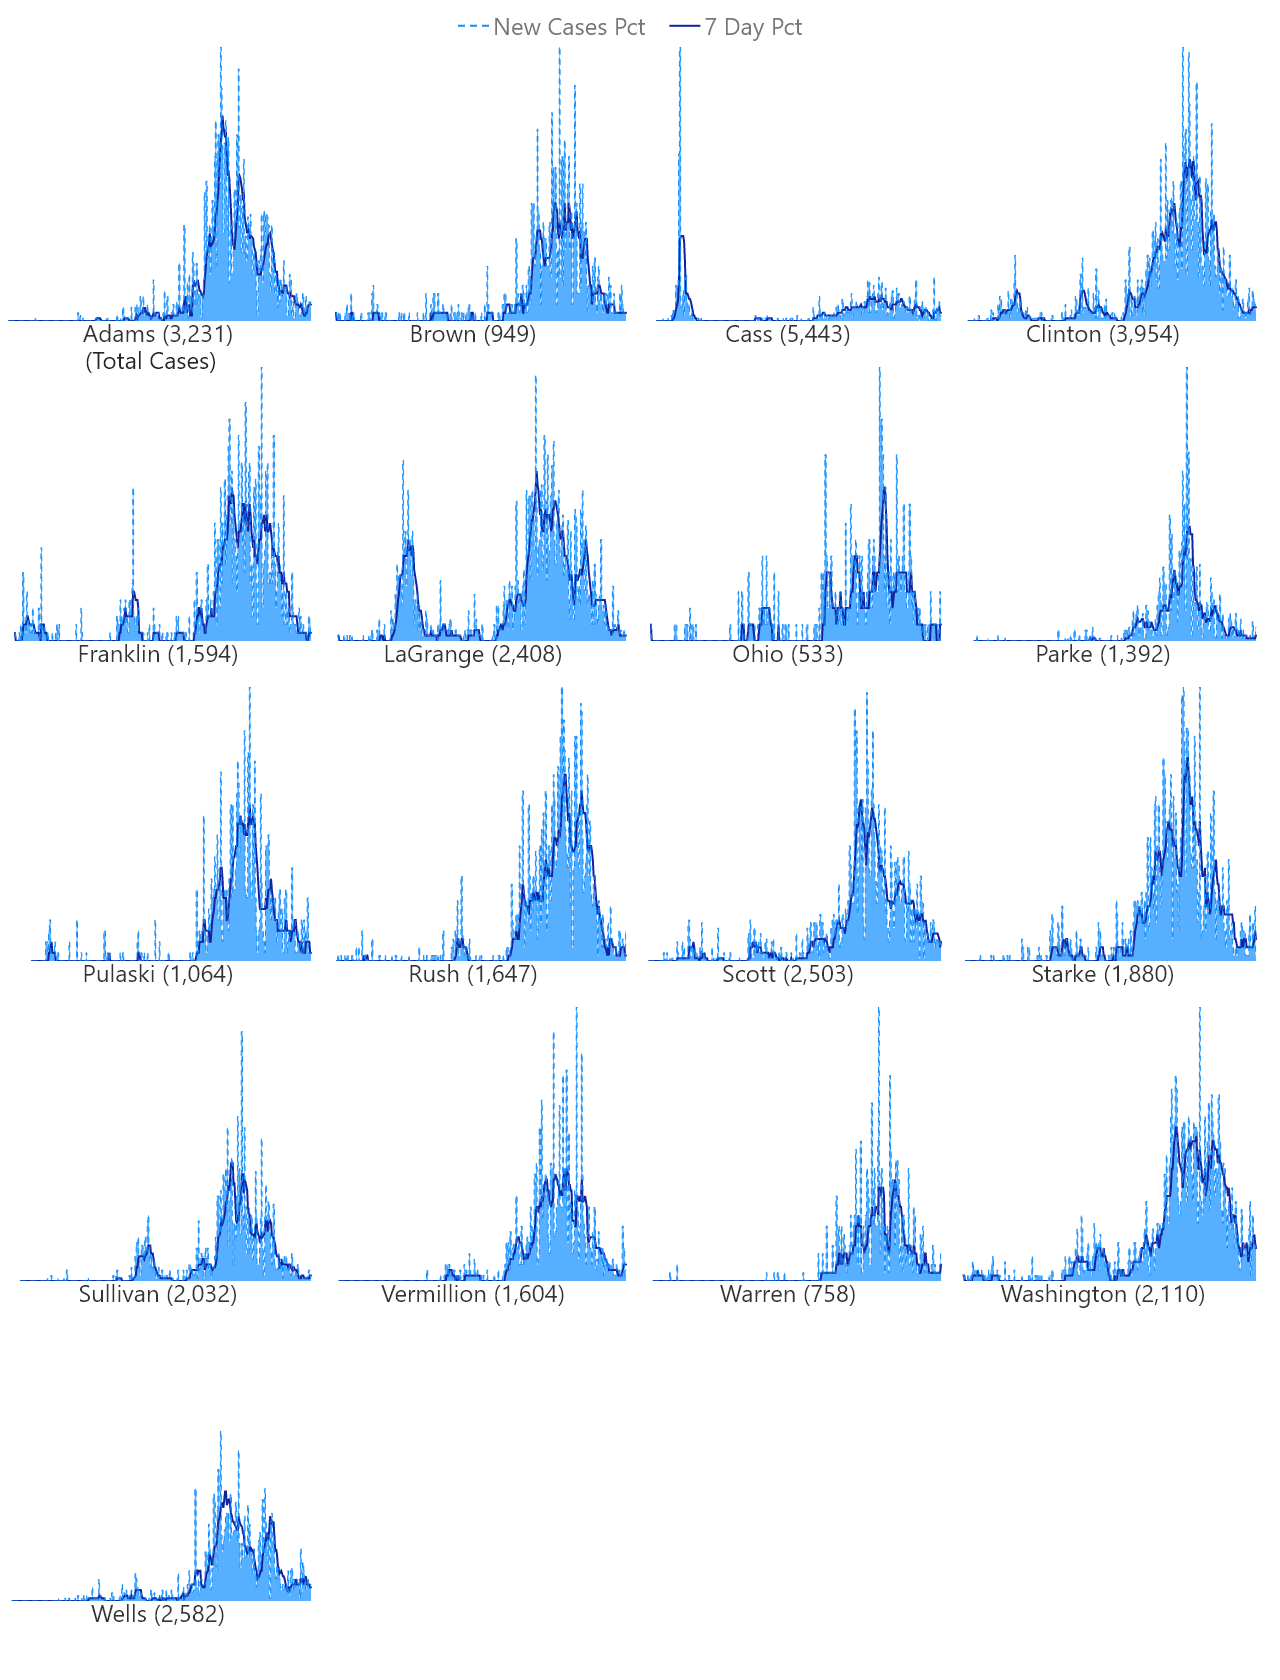 New Cases Pct 7 Day Pct
Adams (3,231) Brown (949) Cass (5,443) Clinton (3,954)
(Total Cases)
Franklin (1,594) LaGrange (2,408) Ohio (533) Parke (1,392)
Pulaski (1,064) Rush (1,647) Scott (2,503) Starke (1,880)
Sullivan (2,032) Vermillion (1,604) Warren (758) Washington (2,110)
Wells (2,582)